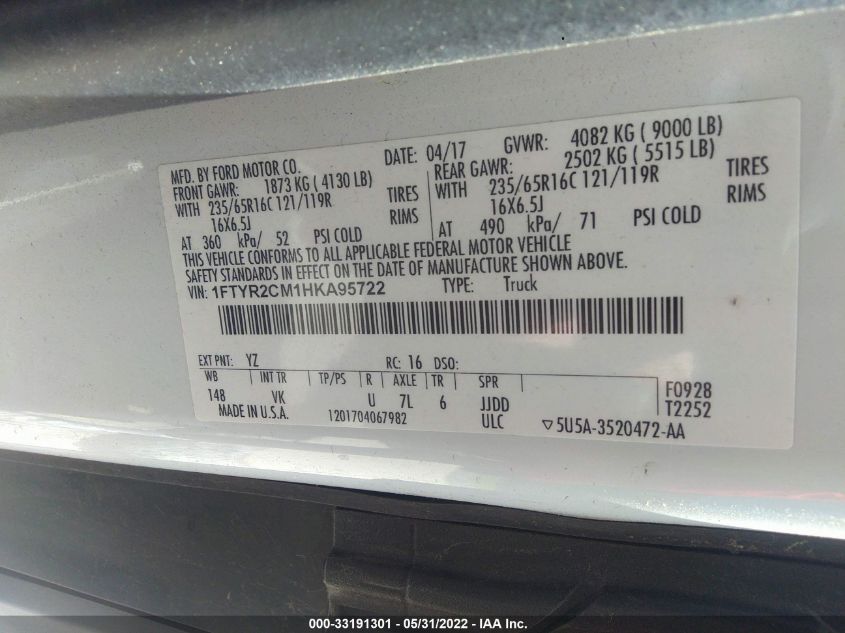 MFD. BY FORD MOTOR CO.
DATE: 04/17
GVWR: 4082 KG ( 9000 LB)
FRONT GAWR: 1873 KG ( 4130 LB)
REAR GAWR: 2502 KG ( 5515 LB)
WITH 235/65R16C 121/119R TIRES
WITH 235/65R16C 121/119R TIRES
16X6.5J RIMS
16X6.5J RIMS
AT 360 kPa/ 52 PSI COLD
AT 490 kPa/ 71 PSI COLD
THIS VEHICLE CONFORMS TO ALL APPLICABLE FEDERAL MOTOR VEHICLE
SAFETY STANDARDS IN EFFECT ON THE DATE OF MANUFACTURE SHOWN ABOVE.
VIN: 1FTYR2CM1HKA95722
TYPE: Truck
EXT PNT: YZ RC: 16 DSO:
WB INT TR TP/PS R AXLE TR SPR
148 VK U 7L 6 JJDD
F0928
T2252
MADE IN U.S.A. 1201704067982 ULC ▽5U5A-3520472-AA
000-33191301 - 05/31/2022 - IAA Inc.